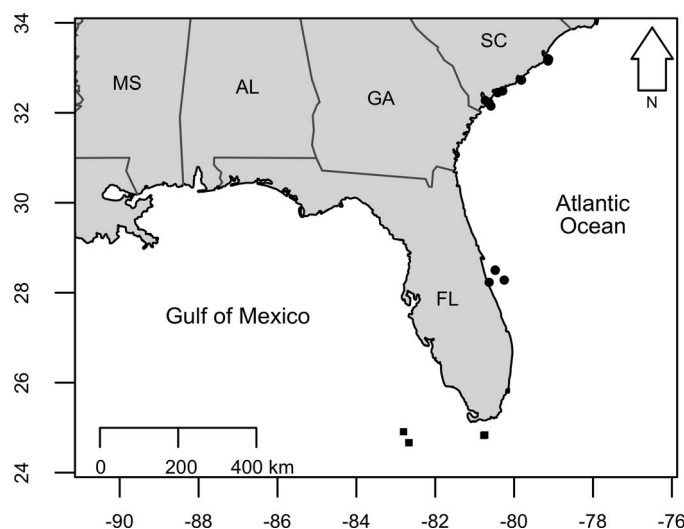 34
32
30
28
26
24
MS
AL
GA
SC
FL
N
Atlantic
Ocean
Gulf of Mexico
0 200 400 km
-90 -88 -86 -84 -82 -80 -78 -76